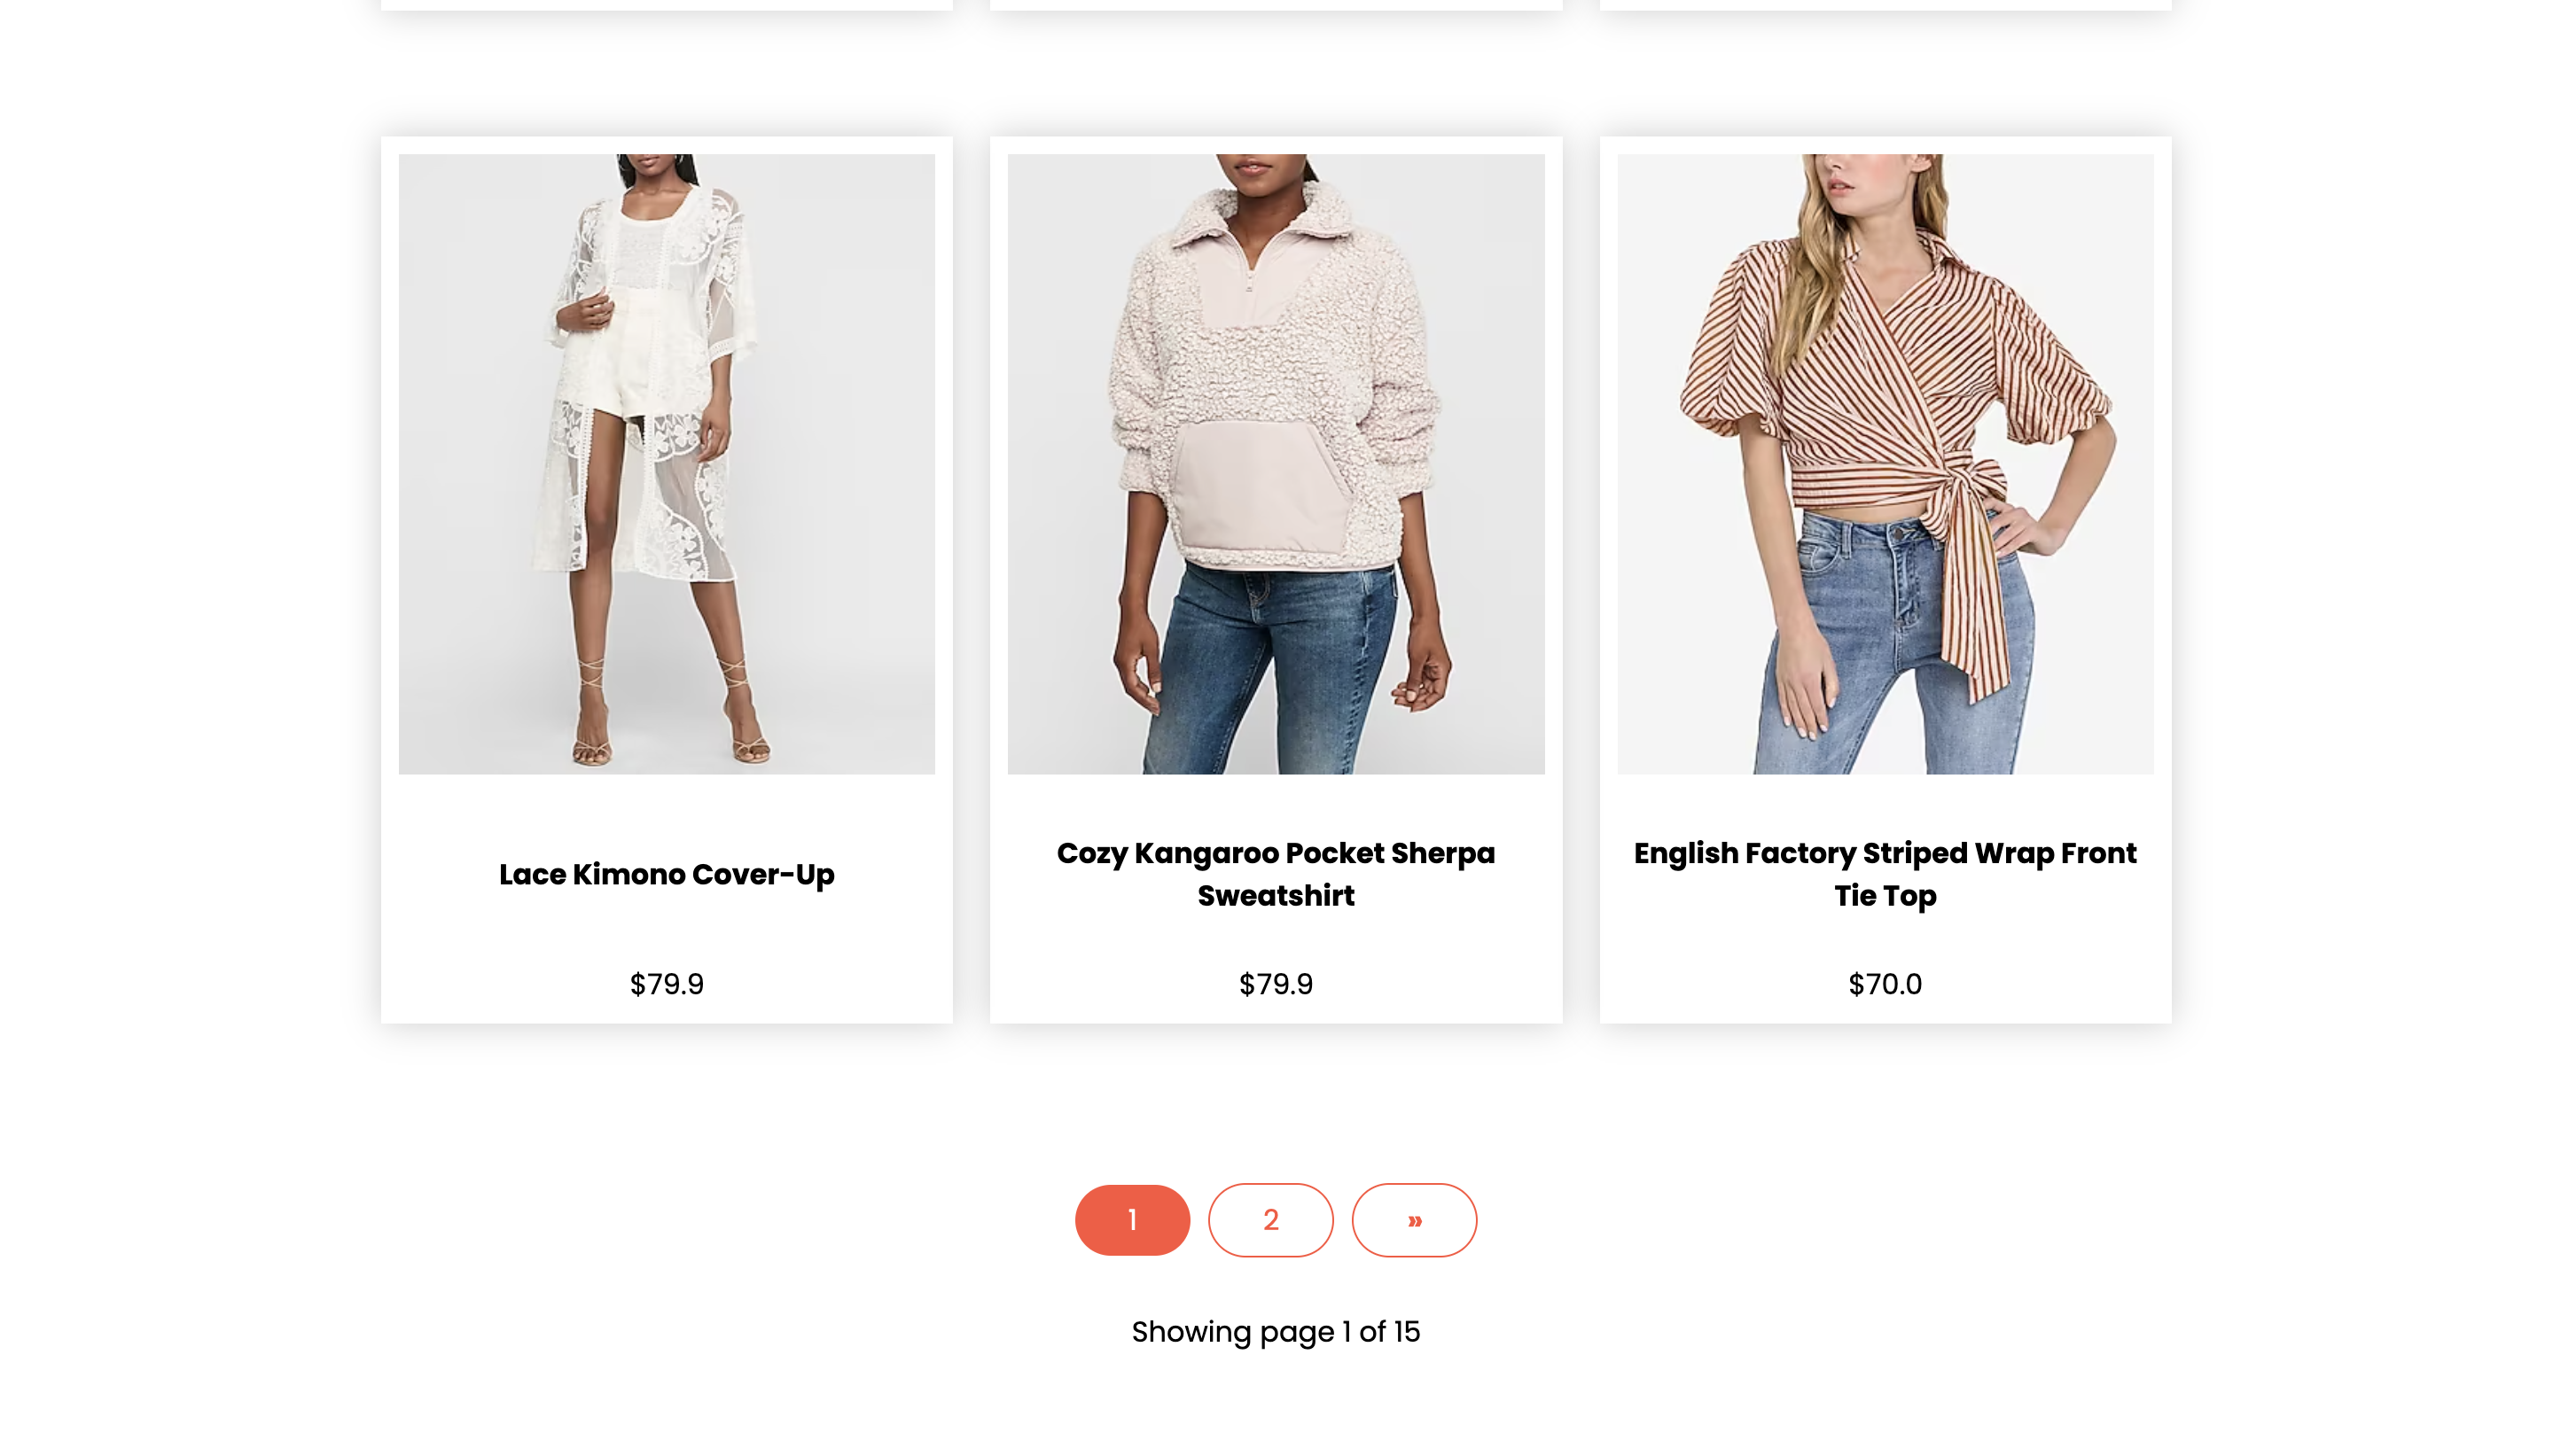 Lace Kimono Cover-Up
$79.9
Cozy Kangaroo Pocket Sherpa
Sweatshirt
$79.9
English Factory Striped Wrap Front
Tie Top
$70.0
1
2
»
Showing page 1 of 15